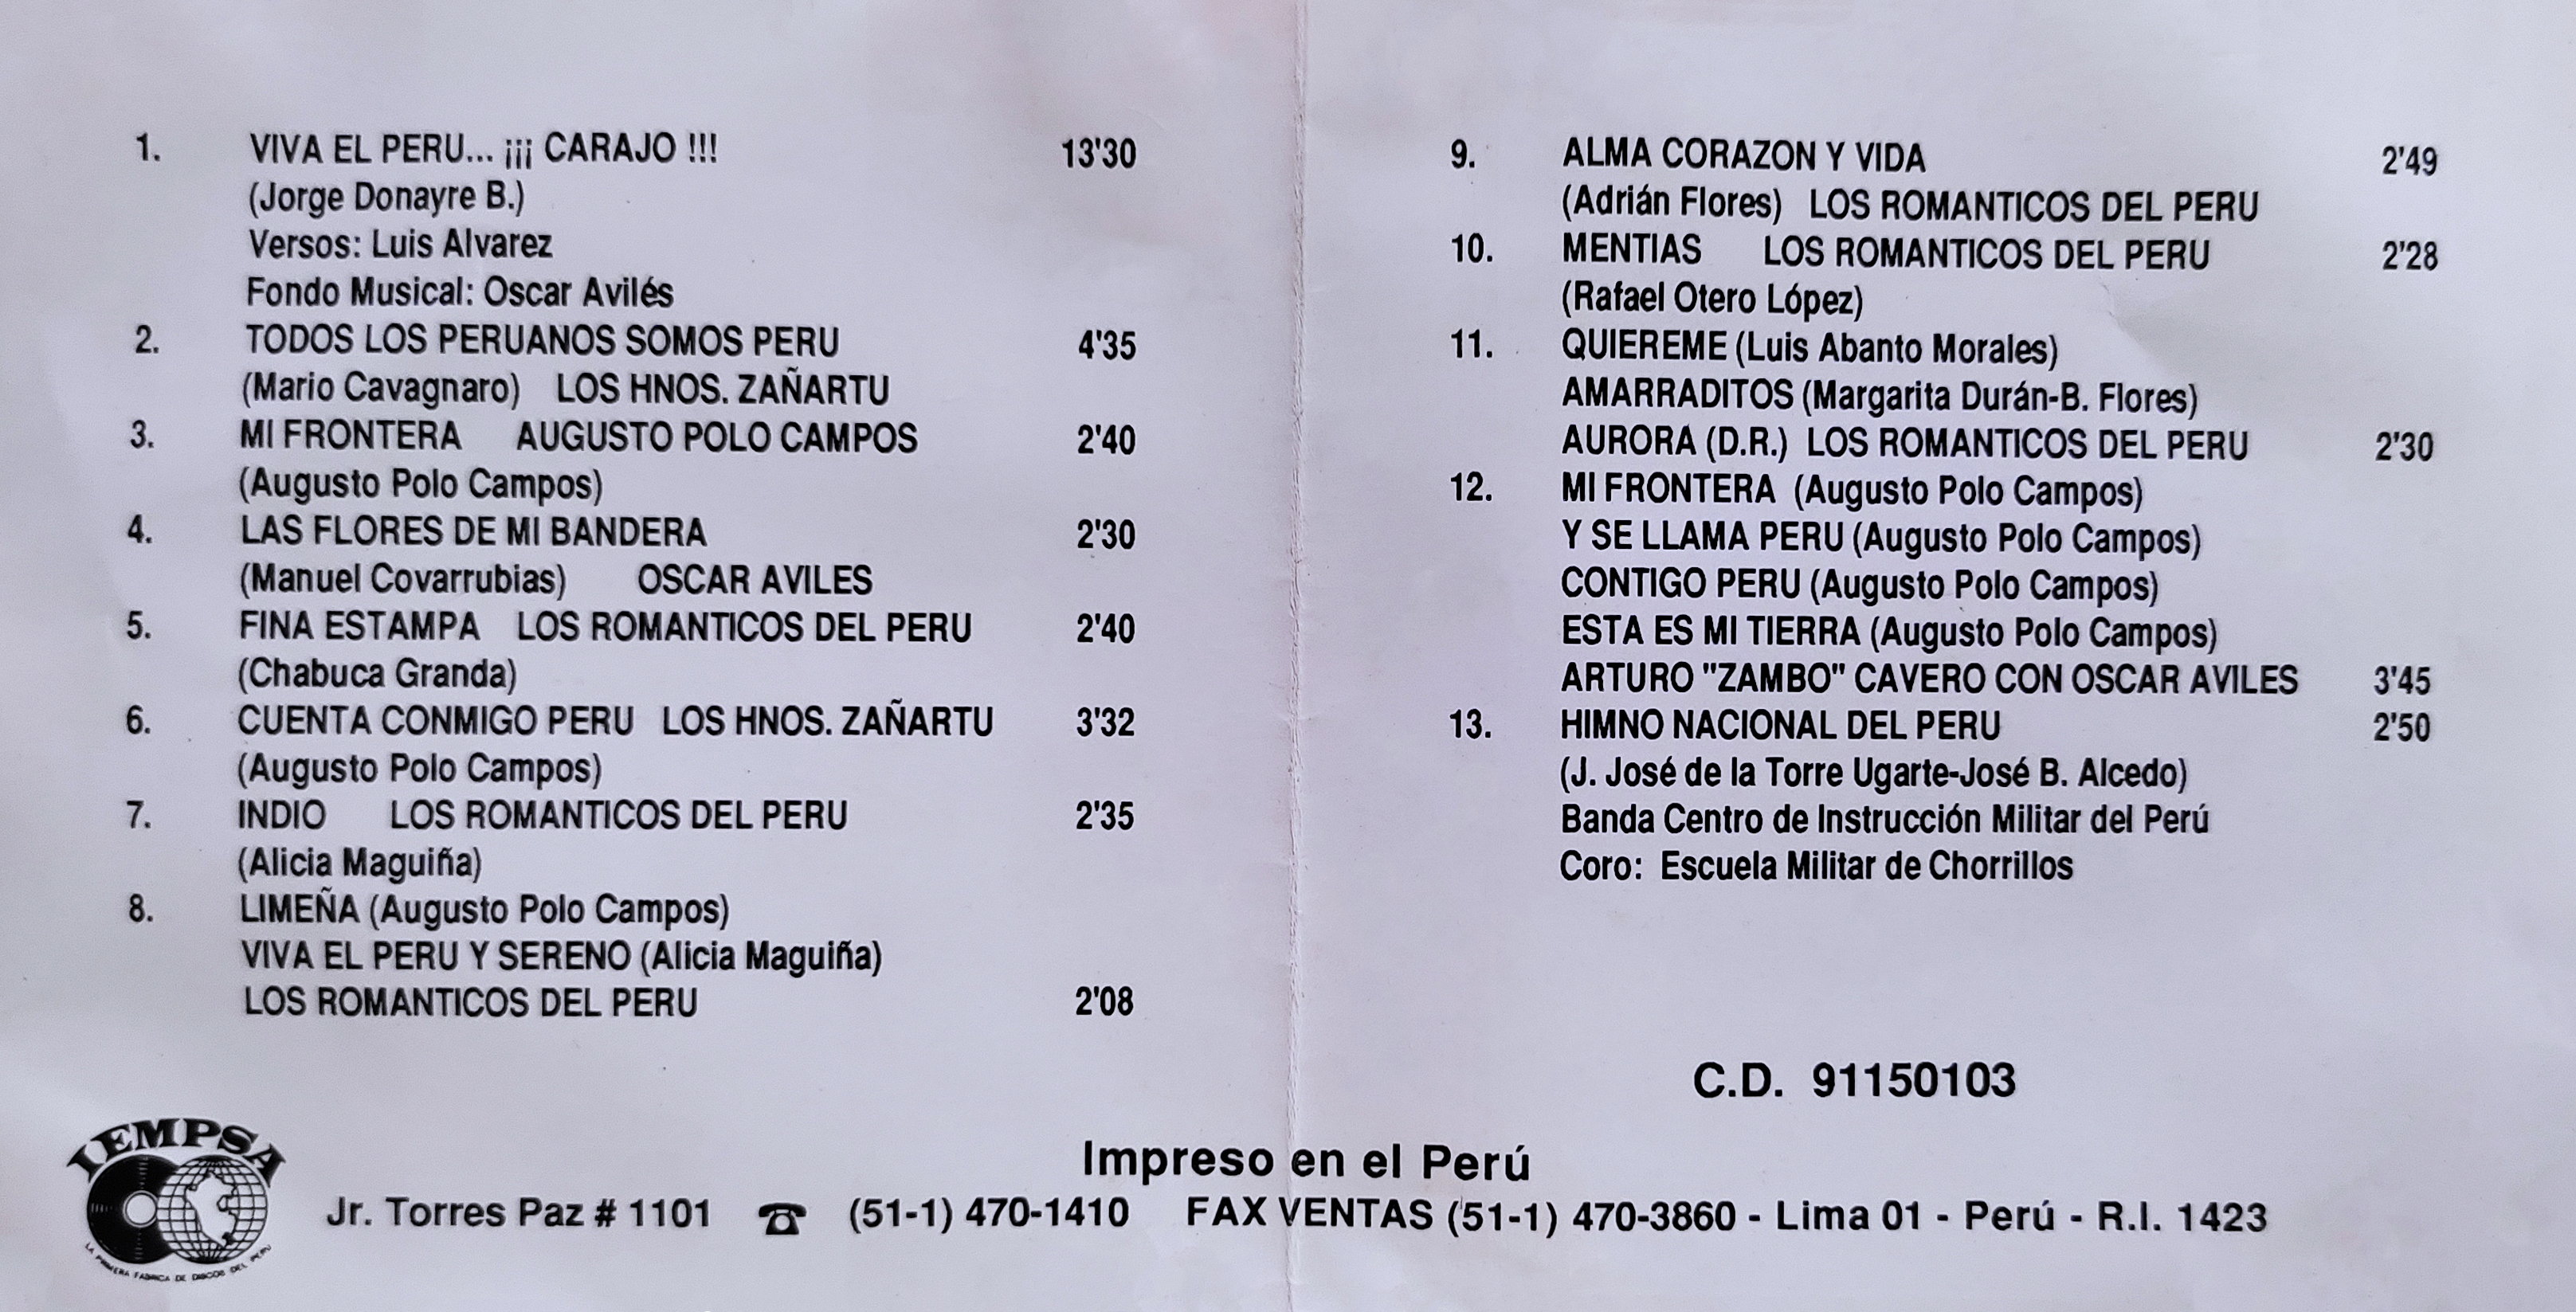 1. VIVA EL PERU... ¡¡¡ CARAJO !!! 13'30
(Jorge Donayre B.)
Versos: Luis Alvarez
Fondo Musical: Oscar Avilés
2. TODOS LOS PERUANOS SOMOS PERU 4'35
(Mario Cavagnaro) LOS HNOS. ZAÑARTU
3. MI FRONTERA AUGUSTO POLO CAMPOS 2'40
(Augusto Polo Campos)
4. LAS FLORES DE MI BANDERA 2'30
(Manuel Covarrubias) OSCAR AVILES
5. FINA ESTAMPA LOS ROMANTICOS DEL PERU 2'40
(Chabuca Granda)
6. CUENTA CONMIGO PERU LOS HNOS. ZAÑARTU 3'32
(Augusto Polo Campos)
7. INDIO LOS ROMANTICOS DEL PERU 2'35
(Alicia Maguiña)
8. LIMEÑA (Augusto Polo Campos)
VIVA EL PERU Y SERENO (Alicia Maguiña)
LOS ROMANTICOS DEL PERU 2'08
9. ALMA CORAZON Y VIDA 2'49
(Adrián Flores) LOS ROMANTICOS DEL PERU
10. MENTIAS LOS ROMANTICOS DEL PERU 2'28
(Rafael Otero López)
11. QUIEREME (Luis Abanto Morales)
AMARRADITOS (Margarita Durán-B. Flores)
AURORA (D.R.) LOS ROMANTICOS DEL PERU 2'30
12. MI FRONTERA (Augusto Polo Campos)
Y SE LLAMA PERU (Augusto Polo Campos)
CONTIGO PERU (Augusto Polo Campos)
ESTA ES MI TIERRA (Augusto Polo Campos)
ARTURO "ZAMBO" CAVERO CON OSCAR AVILES 3'45
13. HIMNO NACIONAL DEL PERU 2'50
(J. José de la Torre Ugarte-José B. Alcedo)
Banda Centro de Instrucción Militar del Perú
Coro: Escuela Militar de Chorrillos
C.D. 91150103
Impreso en el Perú
IEMPSA
LA PRIMERA FABRICA DE DISCOS DEL PERU
Jr. Torres Paz # 1101 ☎ (51-1) 470-1410 FAX VENTAS (51-1) 470-3860 - Lima 01 - Perú - R.I. 1423